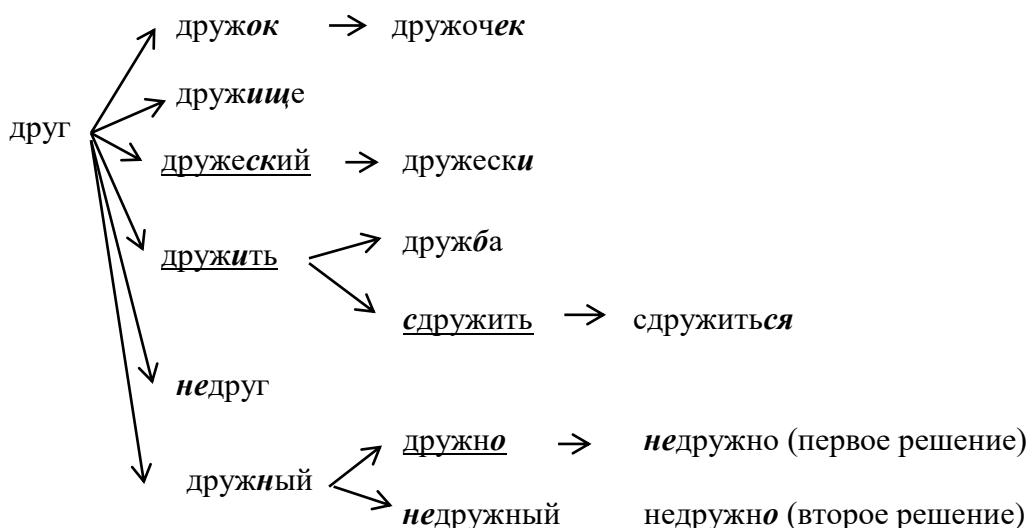 дружок дружочек
дружище
друг
дружеский дружески
дружба
дружить
сдружить сдружиться
недруг
дружно недружно (первое решение)
дружный
недружный недружно (второе решение)